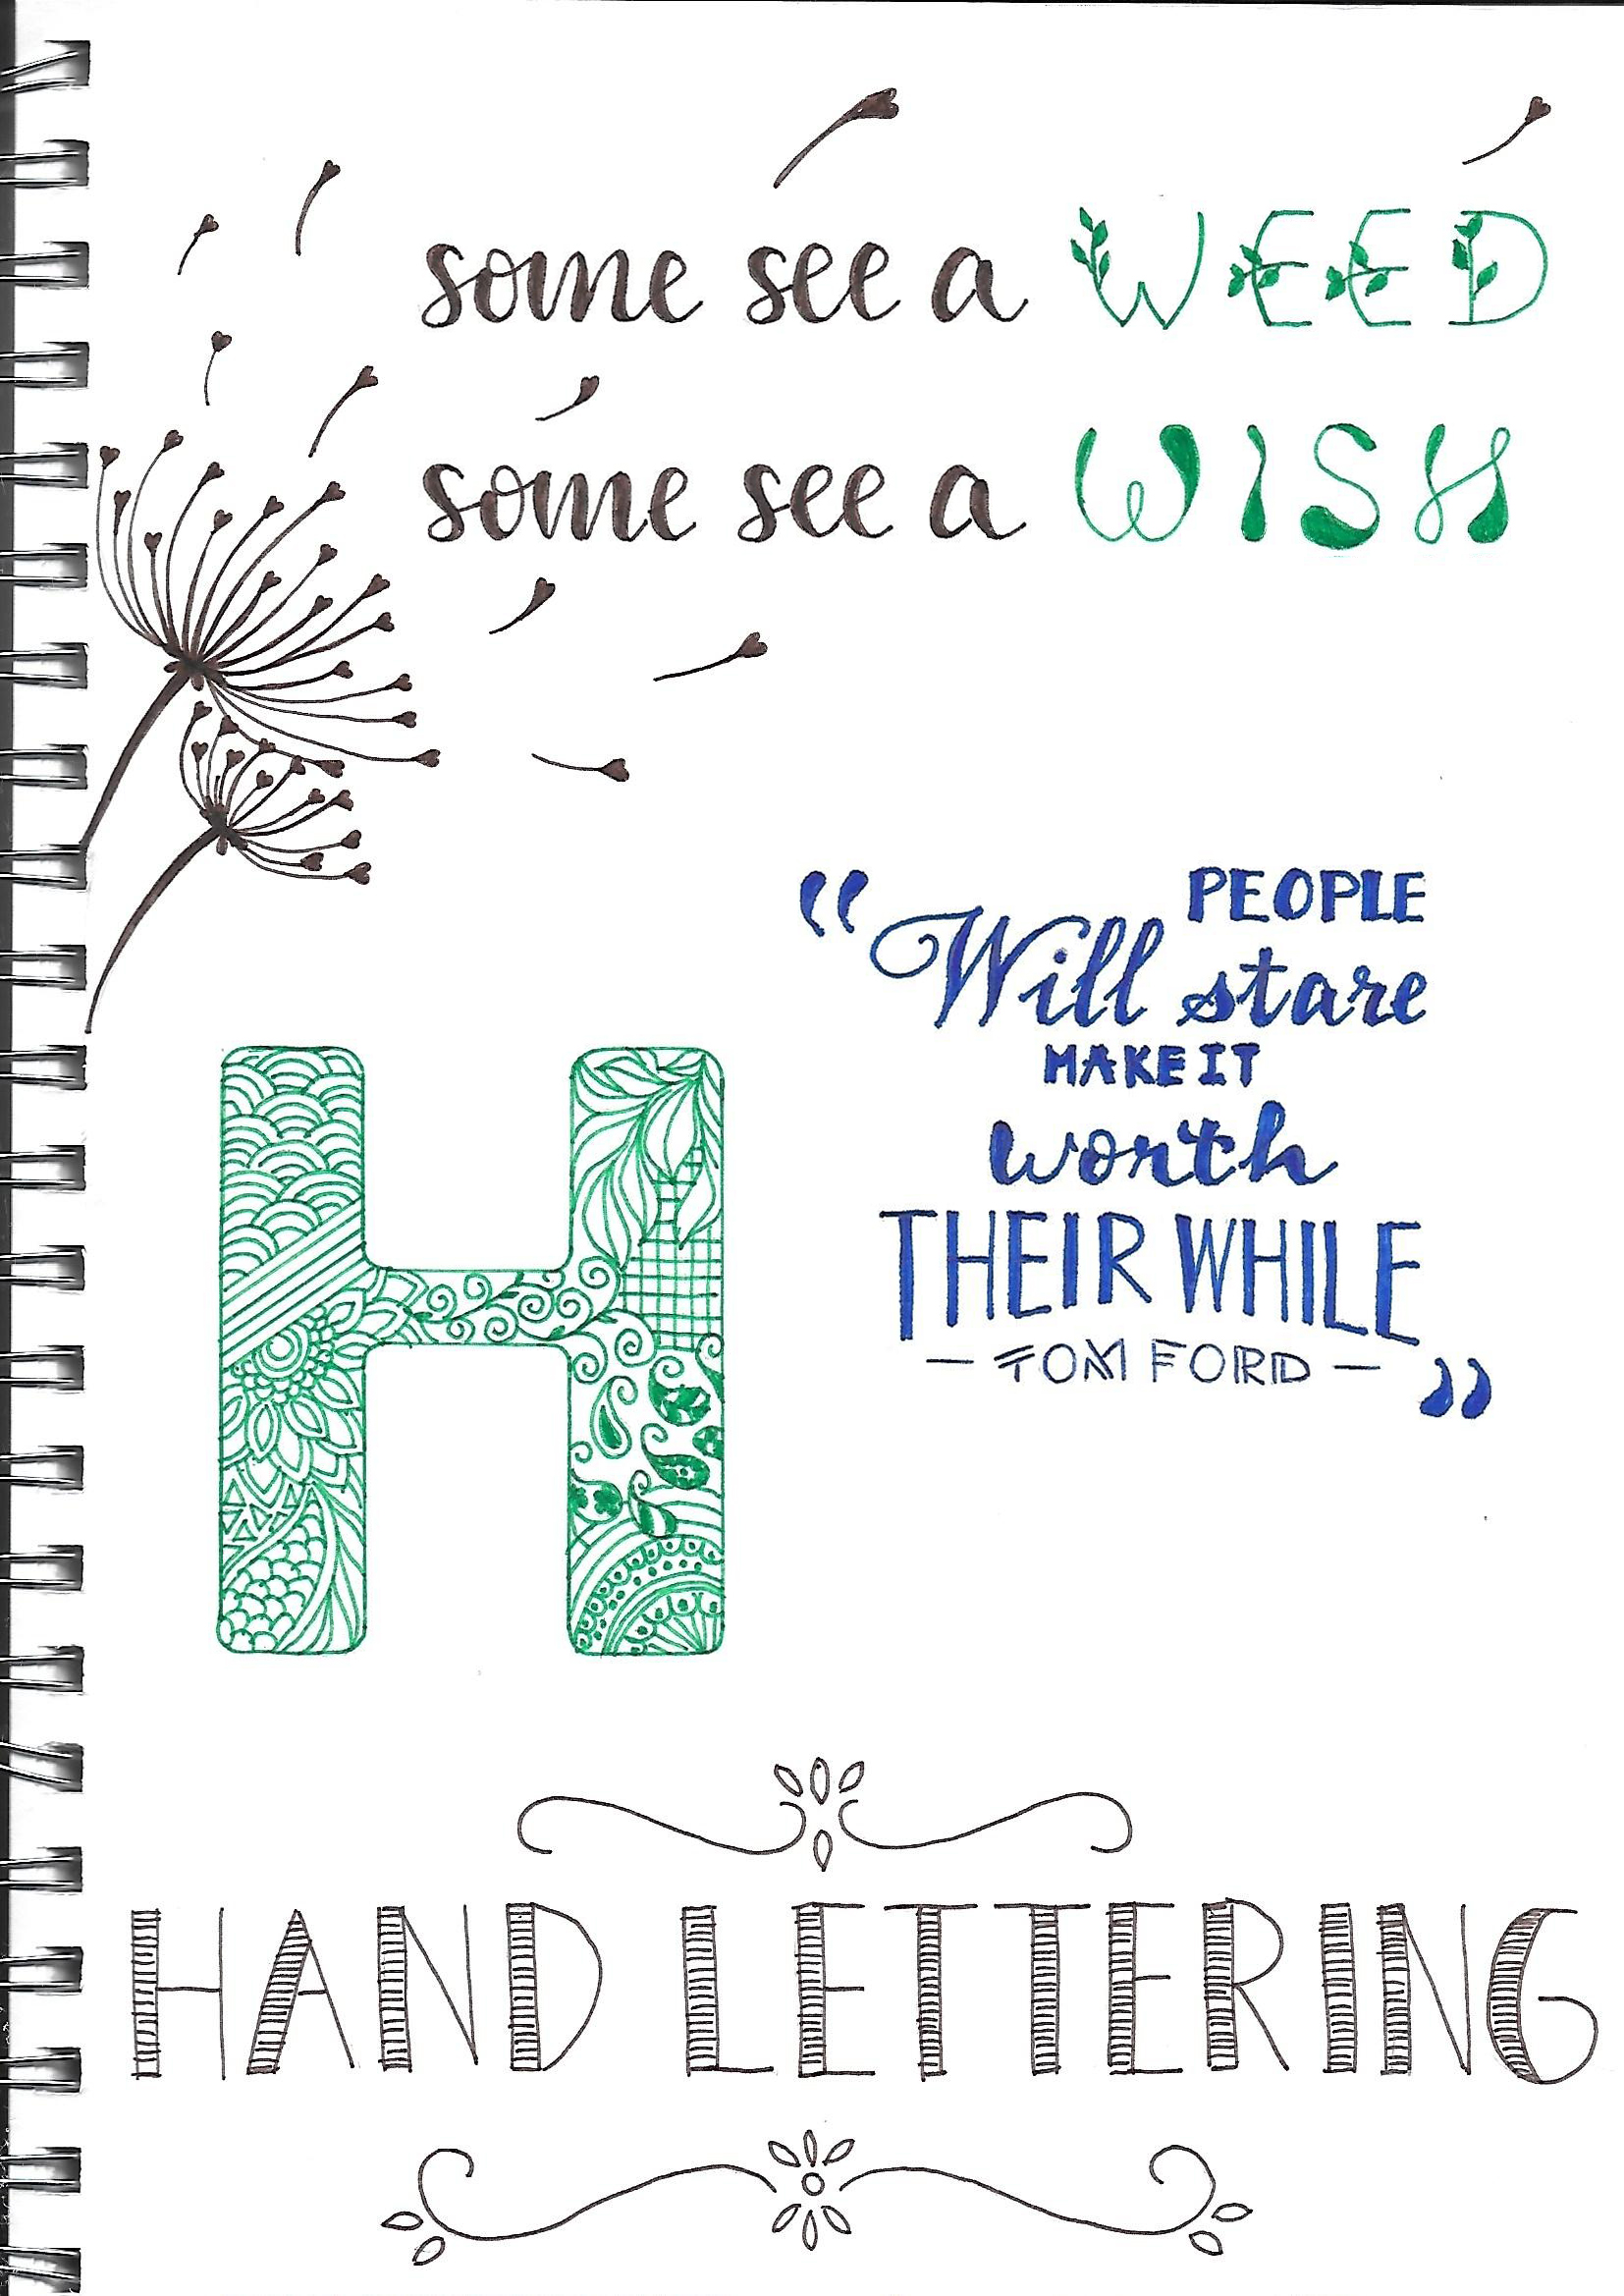 some see a WEED
some see a WISH
“ PEOPLE
Will stare
MAKE IT
worth
THEIR WHILE
- TOM FORD - ”
H
HAND LETTERING